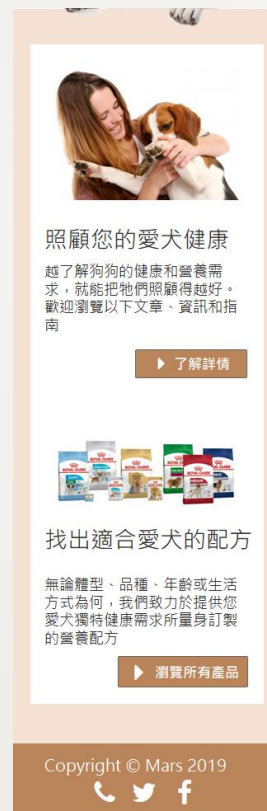 照顧您的愛犬健康
越了解狗狗的健康和營養需
求，就能把牠們照顧得越好。
歡迎瀏覽以下文章、資訊和指
南
了解詳情
ROYAL CANIN
找出適合愛犬的配方
無論體型、品種、年齡或生活
方式為何，我們致力於提供您
愛犬獨特健康需求所量身訂製
的營養配方
瀏覽所有產品
Copyright © Mars 2019